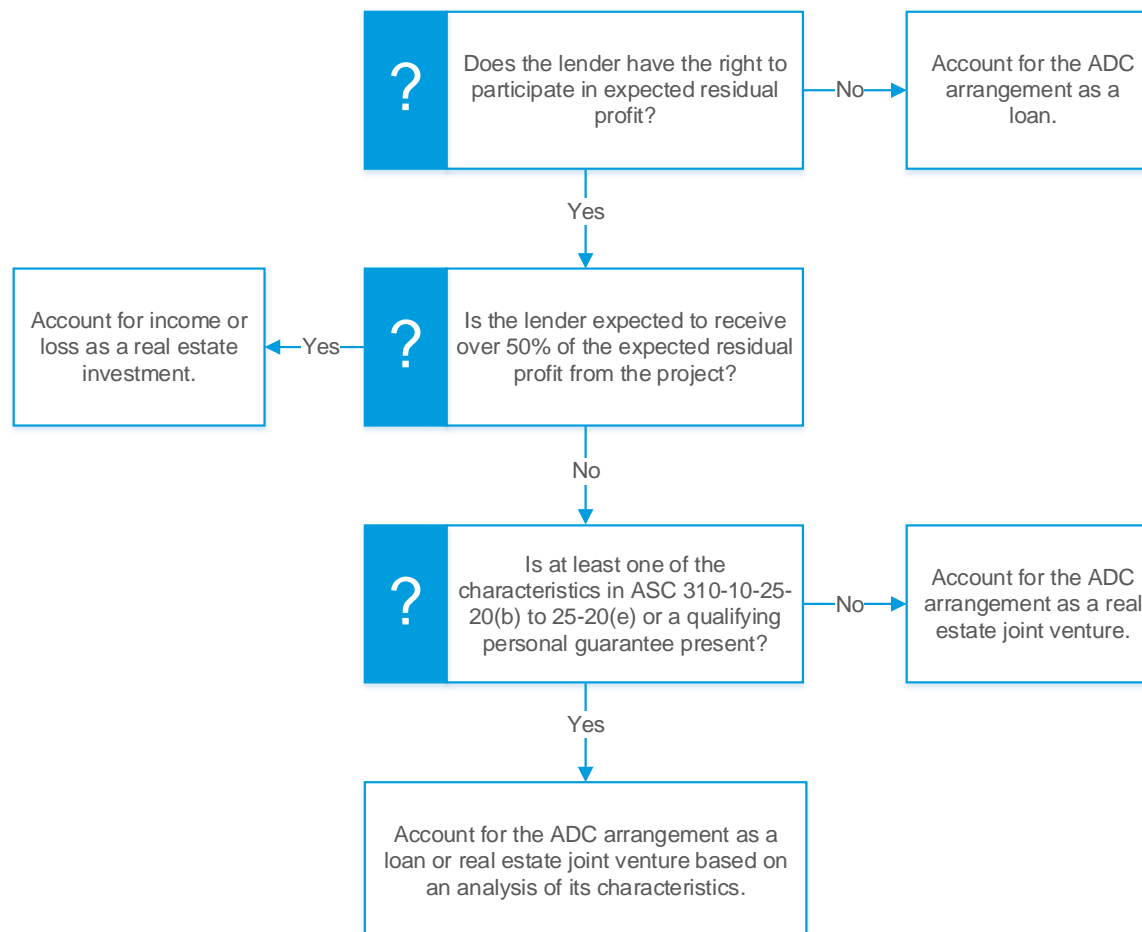 ?
Does the lender have the right to
participate in expected residual
profit?
No
Account for the ADC
arrangement as a
loan.
Yes
Account for income or
loss as a real estate
investment.
Yes
?
Is the lender expected to receive
over 50% of the expected residual
profit from the project?
No
?
Is at least one of the
characteristics in ASC 310-10-25-
20(b) to 25-20(e) or a qualifying
personal guarantee present?
No
Account for the ADC
arrangement as a real
estate joint venture.
Yes
Account for the ADC arrangement as a
loan or real estate joint venture based on
an analysis of its characteristics.